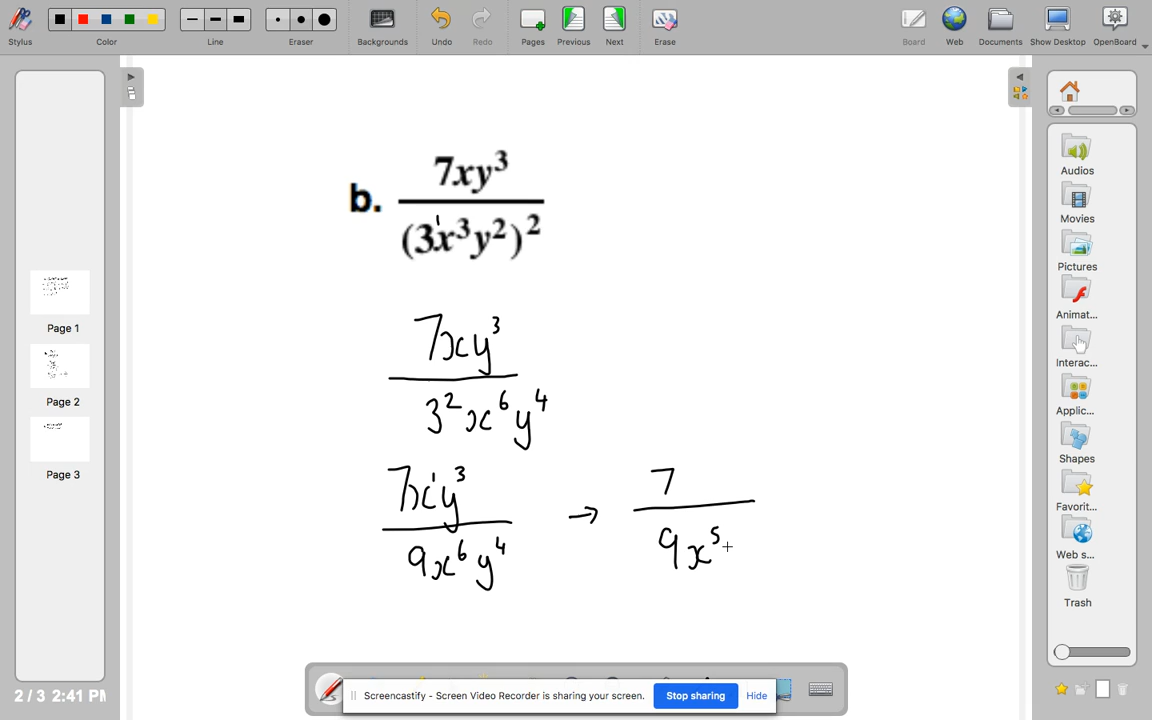 Stylus Color Line Eraser Backgrounds Undo Redo Pages Previous Next Erase Board Web Documents Show Desktop OpenBoard
b. 7xy³
(3x³y²)²
7xy³
3²x⁶y⁴
7x¹y³ → 7
9x⁶y⁴ 9x⁵
Page 1
Page 2
Page 3
2 / 3 2:41 PM
Audios
Movies
Pictures
Animat...
Interac...
Applic...
Shapes
Favorit...
Web s...
Trash
Screencastify - Screen Video Recorder is sharing your screen. Stop sharing Hide